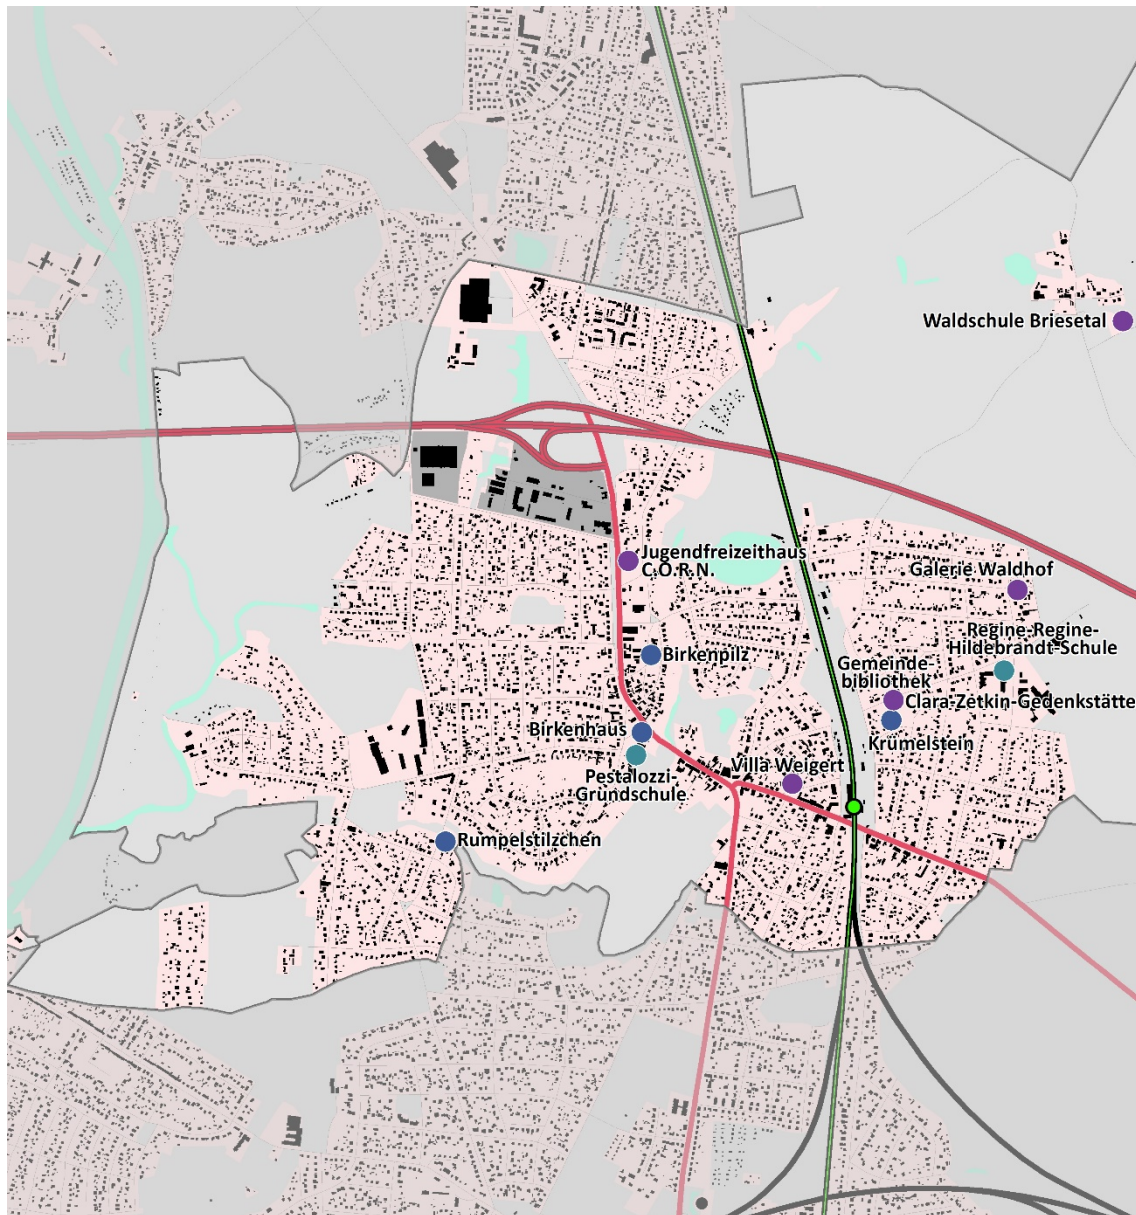 Waldschule Briesetal
Jugendfreizeithaus
C.O.R.N.
Galerie Waldhof
Regine-Regine-
Hildebrandt-Schule
Birkenpilz
Gemeinde-
bibliothek
Clara-Zetkin-Gedenkstätte
Birkenhaus
Krümelstein
Pestalozzi-
Grundschule
Villa Weigert
Rumpelstilzchen